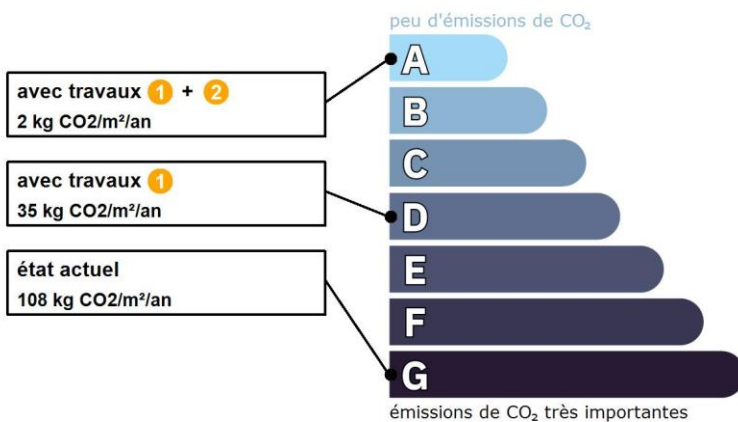 peu d'émissions de CO₂
A
avec travaux 1 + 2
2 kg CO2/m²/an
B
C
avec travaux 1
35 kg CO2/m²/an
D
E
état actuel
108 kg CO2/m²/an
F
G
émissions de CO₂ très importantes